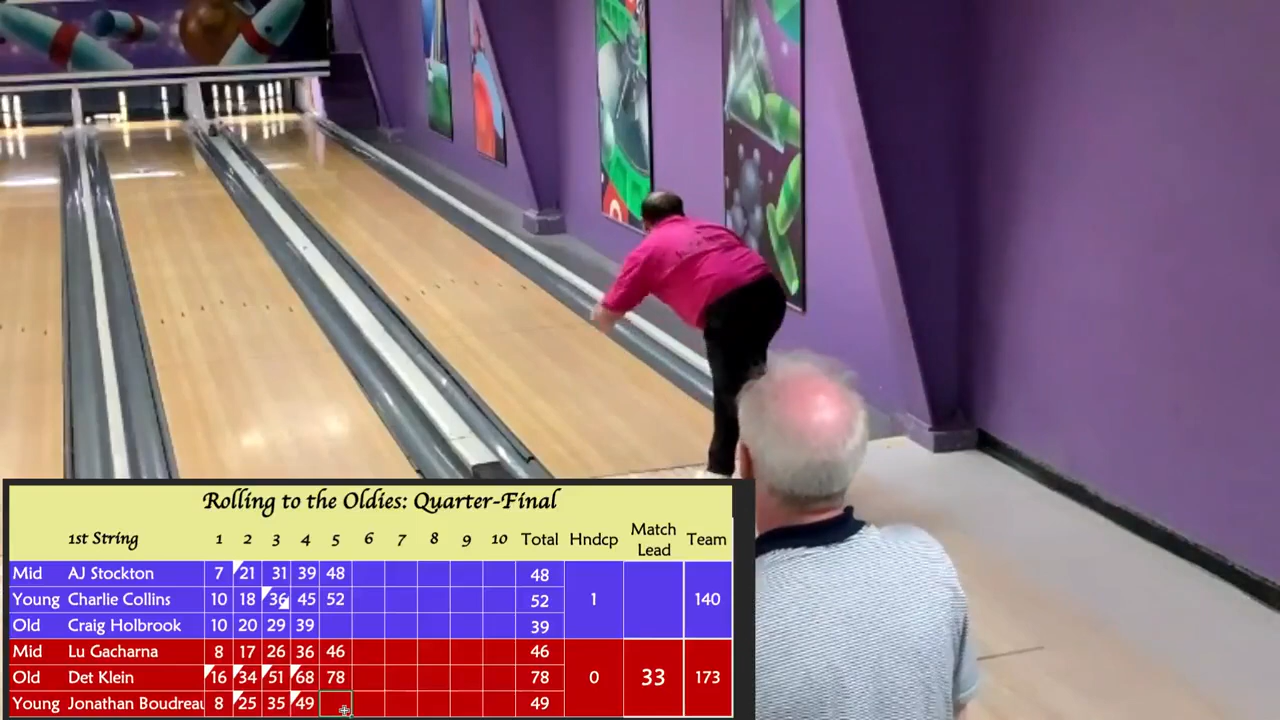 Rolling to the Oldies: Quarter-Final
1st String 1 2 3 4 5 6 7 8 9 10 Total Hndcp Match Lead Team
Mid AJ Stockton 7 21 31 39 48 48
Young Charlie Collins 10 18 36 45 52 52 1 140
Old Craig Holbrook 10 20 29 39 39
Mid Lu Gacharna 8 17 26 36 46 46
Old Det Klein 16 34 51 68 78 78 0 33 173
Young Jonathan Boudreau 8 25 35 49 49